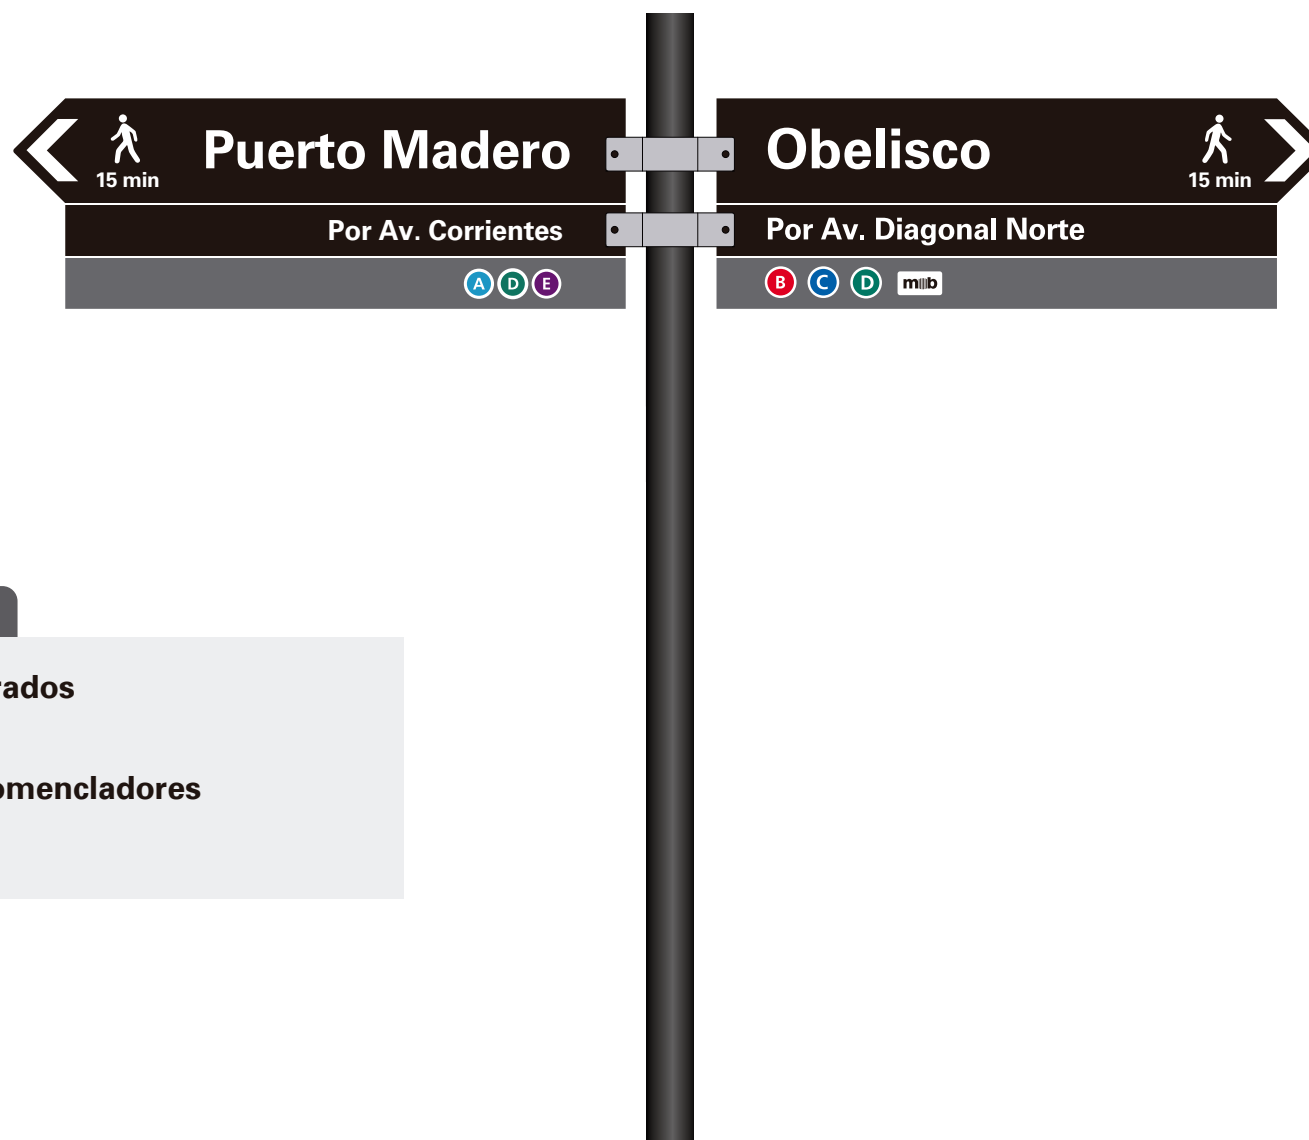 Puerto Madero
15 min
Por Av. Corrientes
A D E
Obelisco
15 min
Por Av. Diagonal Norte
B C D mb
rados
omencladores